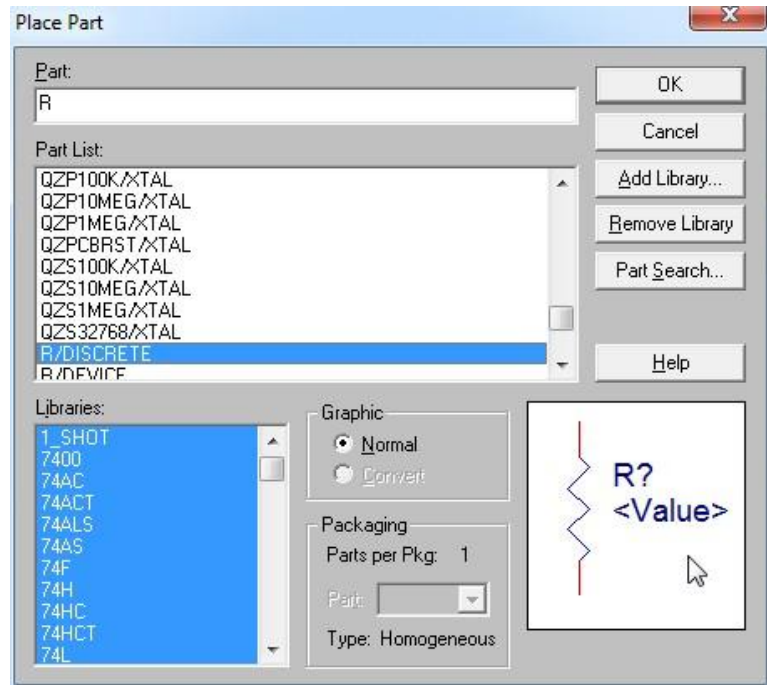 Place Part
Part:
R
OK
Cancel
Part List:
QZP100K/XTAL
QZP10MEG/XTAL
QZP1MEG/XTAL
QZPCBRST/XTAL
QZS100K/XTAL
QZS10MEG/XTAL
QZS1MEG/XTAL
QZS32768/XTAL
R/DISCRETE
R/DEVICE
Add Library...
Remove Library
Part Search...
Help
Libraries:
1_SHOT
7400
74AC
74ACT
74ALS
74AS
74F
74H
74HC
74HCT
74L
Graphic
Normal
Convert
Packaging
Parts per Pkg: 1
Part:
Type: Homogeneous
R?
<Value>